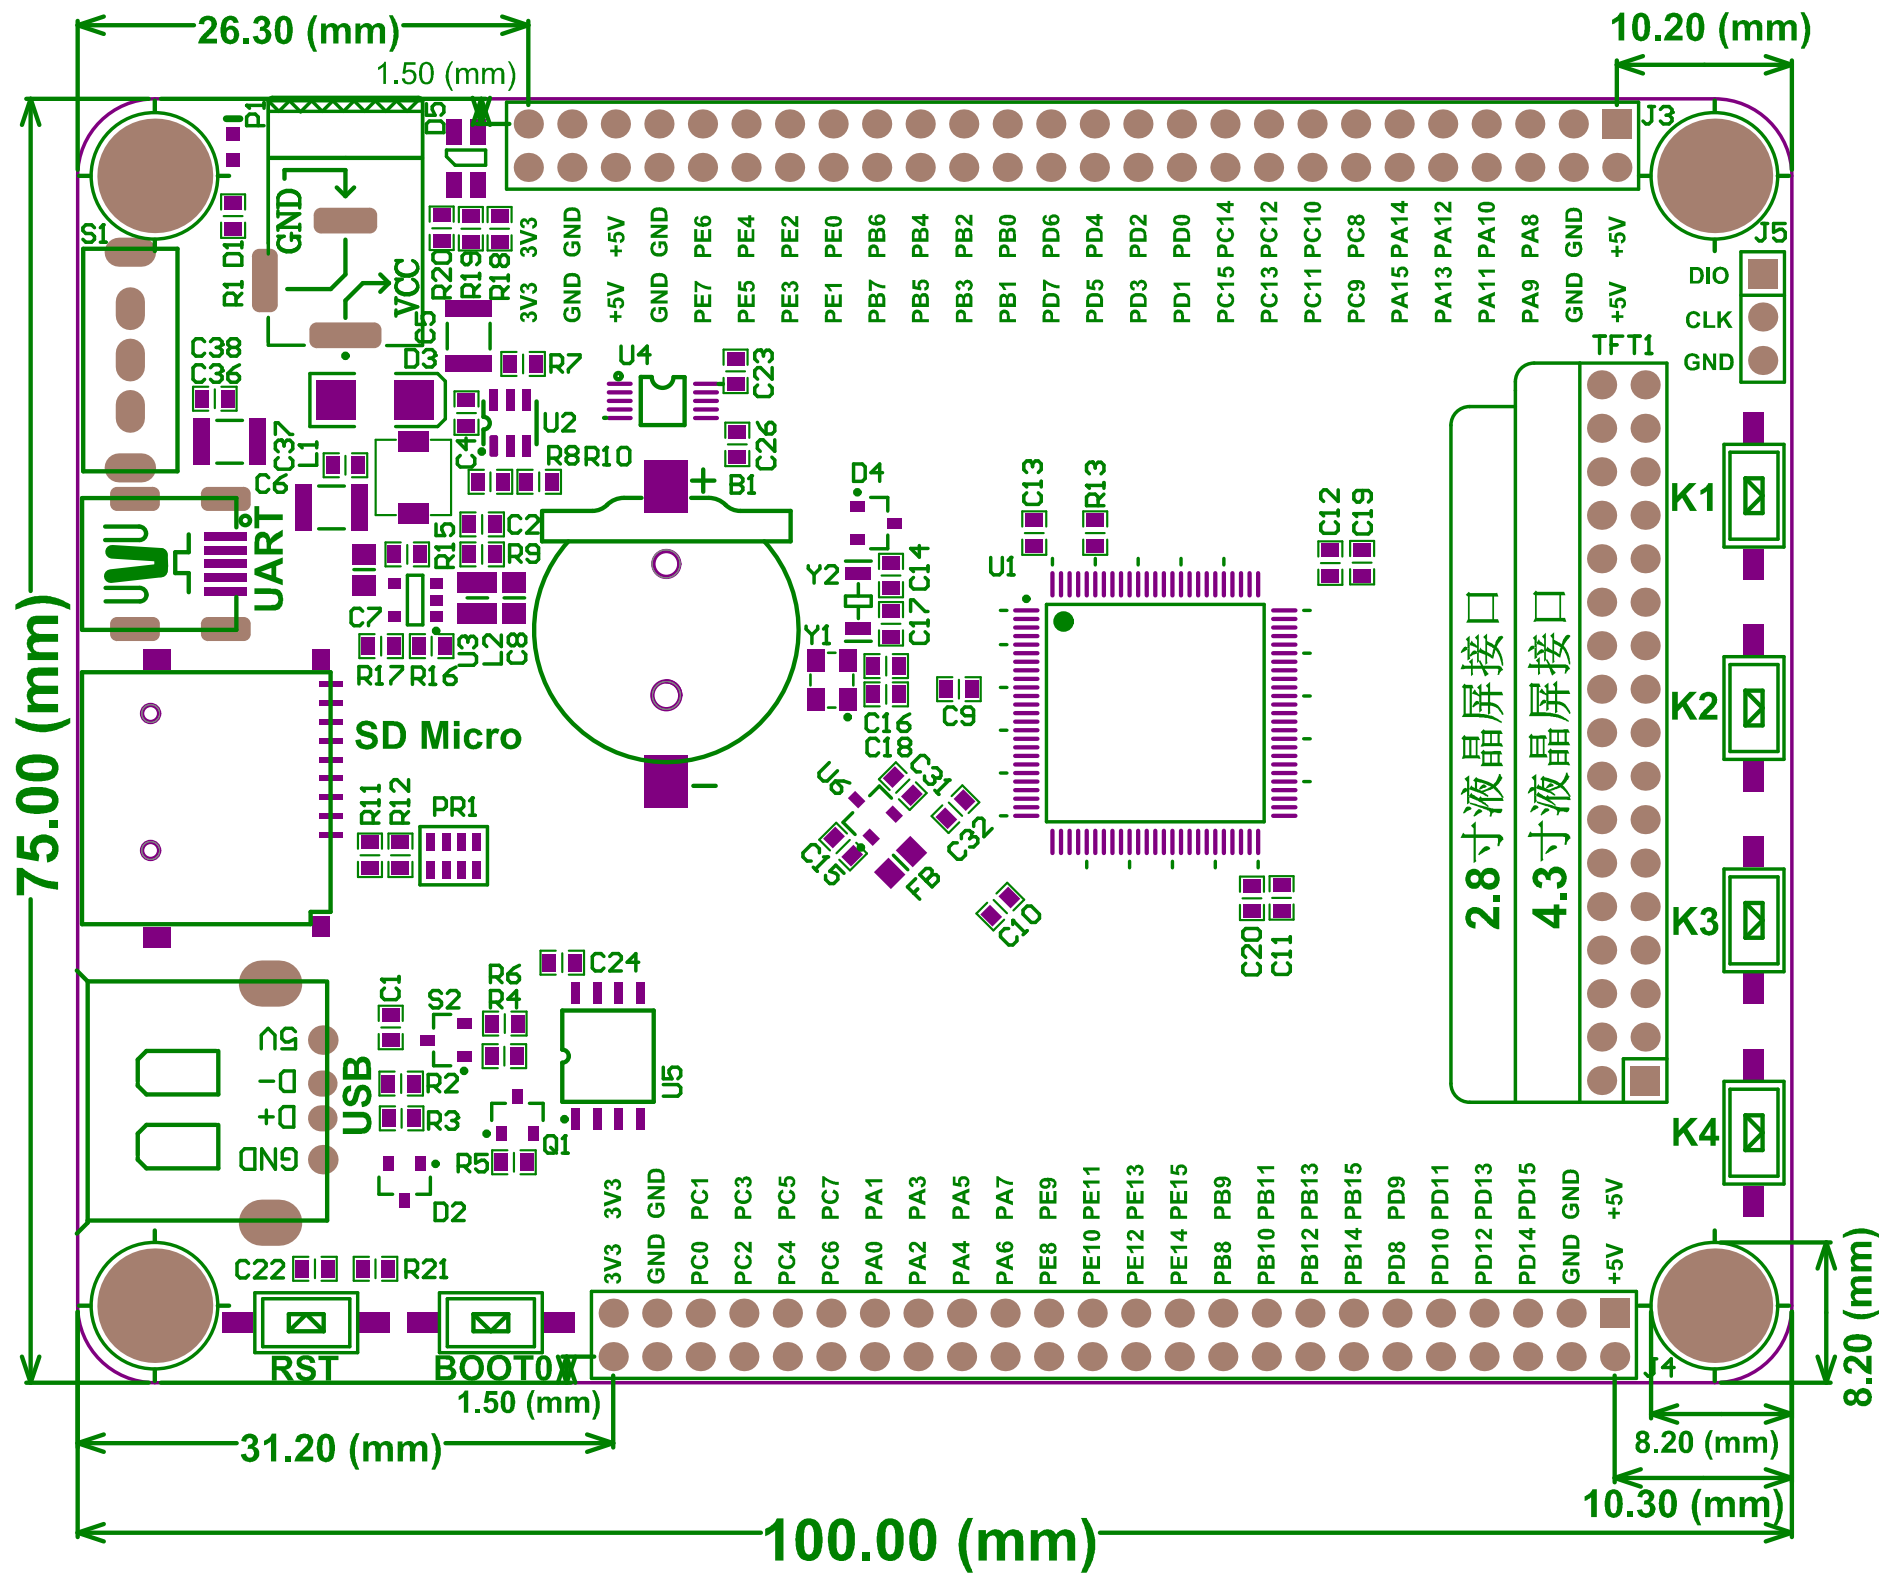 26.30 (mm)
10.20 (mm)
1.50 (mm)
P1
D5
J3
GND
VCC
S1
R1 D1
R20 R19 R18
3V3 GND +5V GND PE6 PE4 PE2 PE0 PB6 PB4 PB2 PB0 PD6 PD4 PD2 PD0 PC14 PC12 PC10 PC8 PA14 PA12 PA10 PA8 GND +5V
3V3 GND +5V GND PE7 PE5 PE3 PE1 PB7 PB5 PB3 PB1 PD7 PD5 PD3 PD1 PC15 PC13 PC11 PC9 PA15 PA13 PA11 PA9 GND +5V
J5
DIO
CLK
GND
C38
C36
C5
D3
R7
U4
C23
TFT1
C37
L1
C4
U2
R8 R10
C26
B1
+
C6
D4
C13
R13
C12
C19
K1
UART
R15
C2
R9
C14
Y2
U1
C7
C17
Y1
R17 R16
U3
L2
C8
C16
C18
C9
K2
SD Micro
2.8寸液晶屏接口
4.3寸液晶屏接口
75.00 (mm)
R11
R12
PR1
U6
C31
C32
C15
FB
C10
C20
C11
K3
C24
C1
S2
R6
R4
5V
D-
D+
GND
USB
R2
R3
U5
Q1
R5
D2
K4
3V3 GND PC1 PC3 PC5 PC7 PA1 PA3 PA5 PA7 PE9 PE11 PE13 PE15 PB9 PB11 PB13 PB15 PD9 PD11 PD13 PD15 GND +5V
3V3 GND PC0 PC2 PC4 PC6 PA0 PA2 PA4 PA6 PE8 PE10 PE12 PE14 PB8 PB10 PB12 PB14 PD8 PD10 PD12 PD14 GND +5V
C22
R21
RST
BOOT0
J4
8.20 (mm)
1.50 (mm)
31.20 (mm)
8.20 (mm)
10.30 (mm)
100.00 (mm)